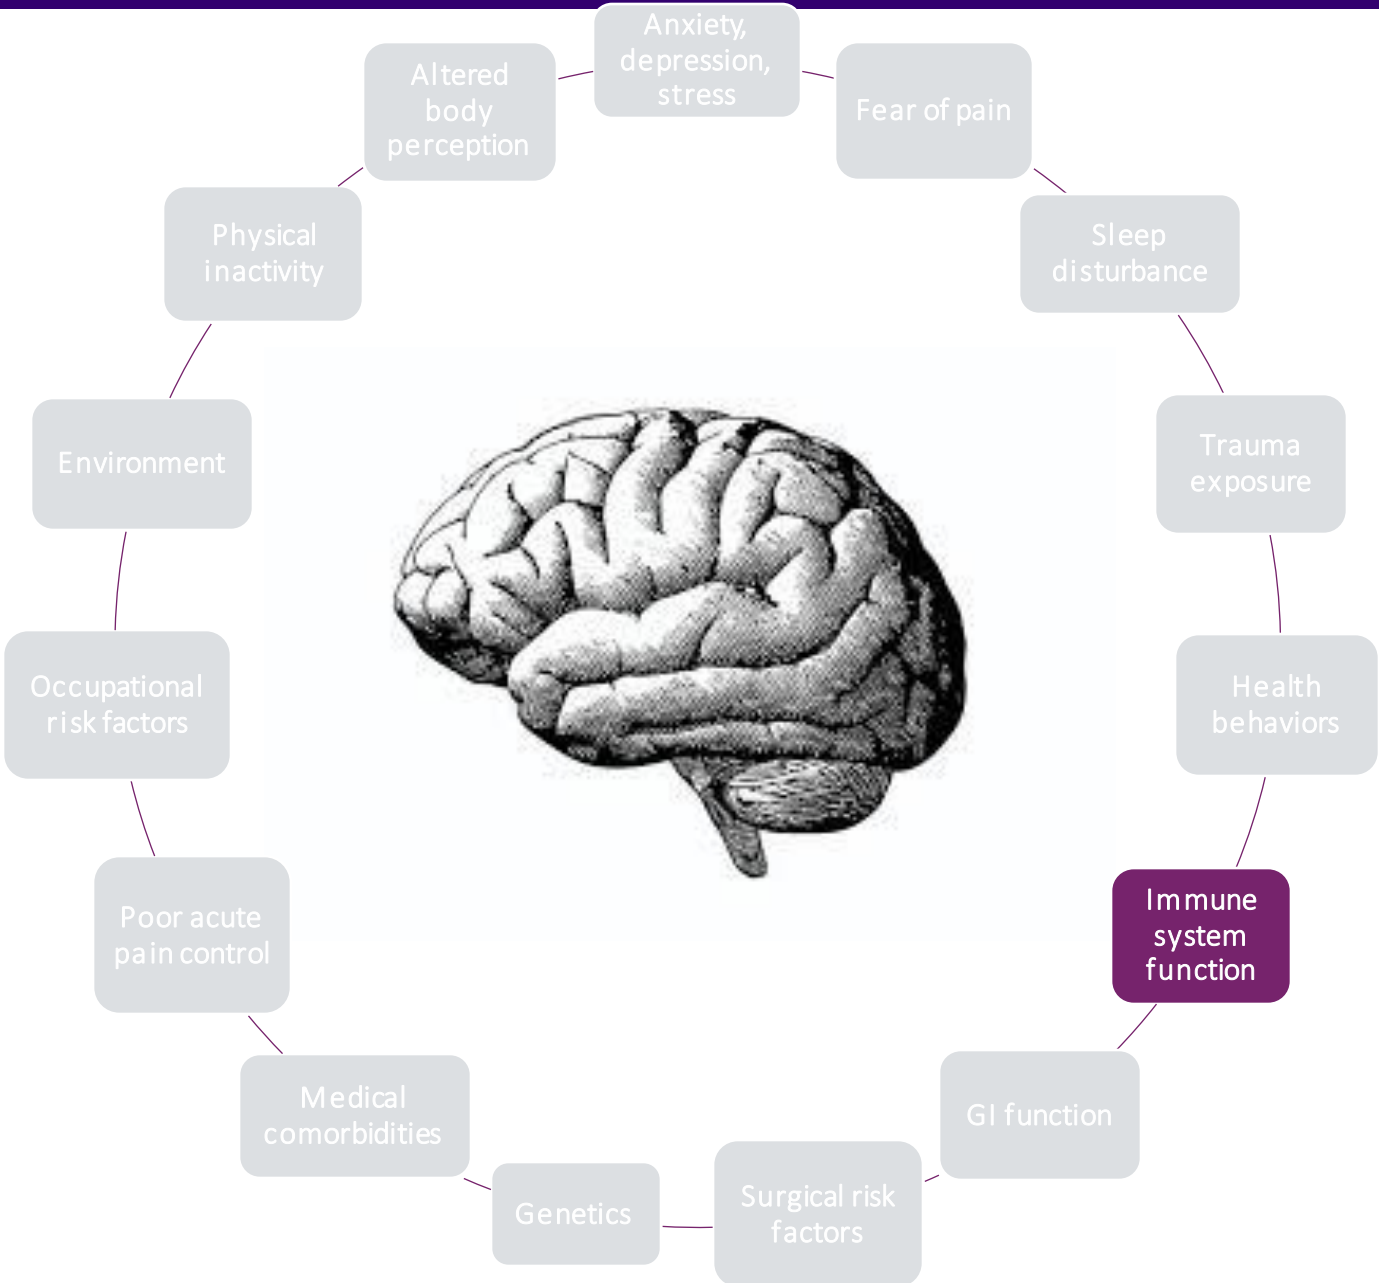 Anxiety,
depression,
stress
Fear of pain
Sleep
disturbance
Trauma
exposure
Health
behaviors
Immune
system
function
GI function
Surgical risk
factors
Genetics
Medical
comorbidities
Poor acute
pain control
Occupational
risk factors
Environment
Physical
inactivity
Altered
body
perception